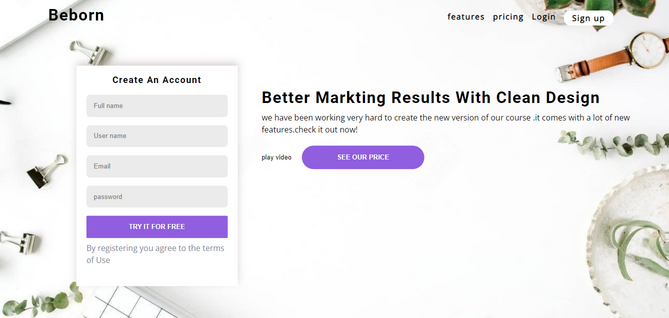 Beborn
features pricing Login Sign up
Create An Account
Full name
User name
Email
password
TRY IT FOR FREE
By registering you agree to the terms
of Use
Better Markting Results With Clean Design
we have been working very hard to create the new version of our course .it comes with a lot of new
features.check it out now!
play video
SEE OUR PRICE